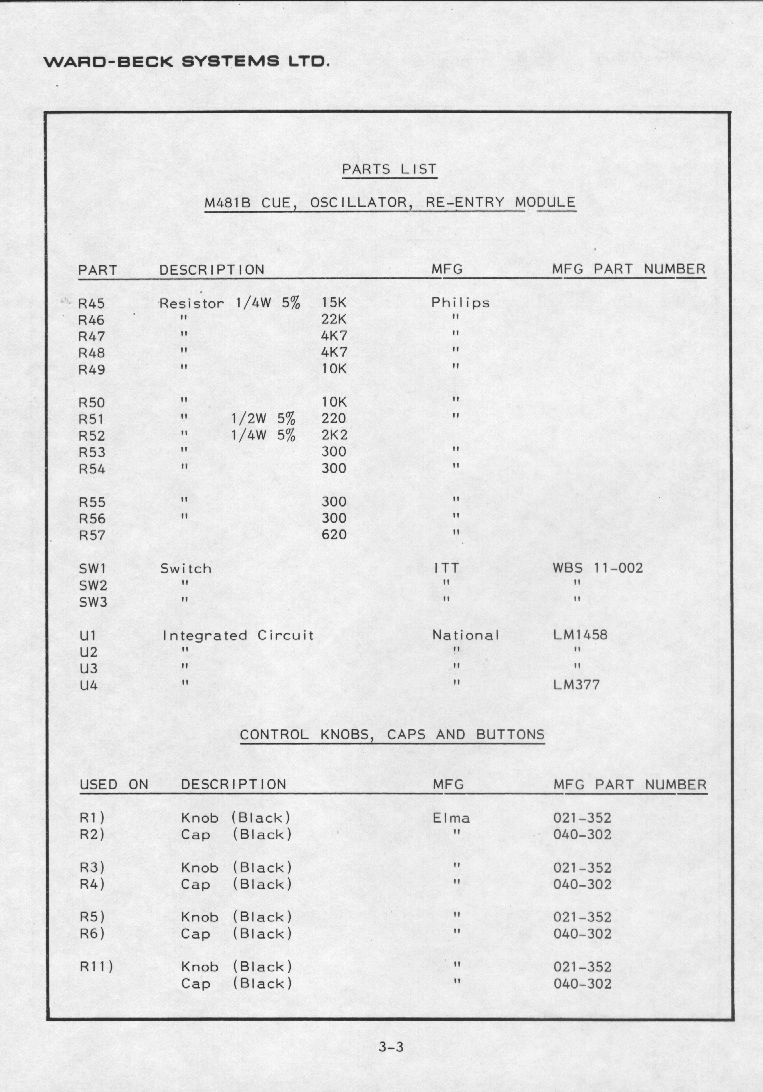 WARD-BECK SYSTEMS LTD.
PARTS LIST
M481B CUE, OSCILLATOR, RE-ENTRY MODULE
PART DESCRIPTION MFG MFG PART NUMBER
R45 Resistor 1/4W 5% 15K Philips
R46 " 22K "
R47 " 4K7 "
R48 " 4K7 "
R49 " 10K "
R50 " 10K "
R51 " 1/2W 5% 220 "
R52 " 1/4W 5% 2K2
R53 " 300 "
R54 " 300 "
R55 " 300 "
R56 " 300 "
R57 620 "
SW1 Switch ITT WBS 11-002
SW2 " " "
SW3 " " "
U1 Integrated Circuit National LM1458
U2 " " "
U3 " " "
U4 " " LM377
CONTROL KNOBS, CAPS AND BUTTONS
USED ON DESCRIPTION MFG MFG PART NUMBER
R1) Knob (Black) Elma 021-352
R2) Cap (Black) " 040-302
R3) Knob (Black) " 021-352
R4) Cap (Black) " 040-302
R5) Knob (Black) " 021-352
R6) Cap (Black) " 040-302
R11) Knob (Black) " 021-352
Cap (Black) " 040-302
3-3